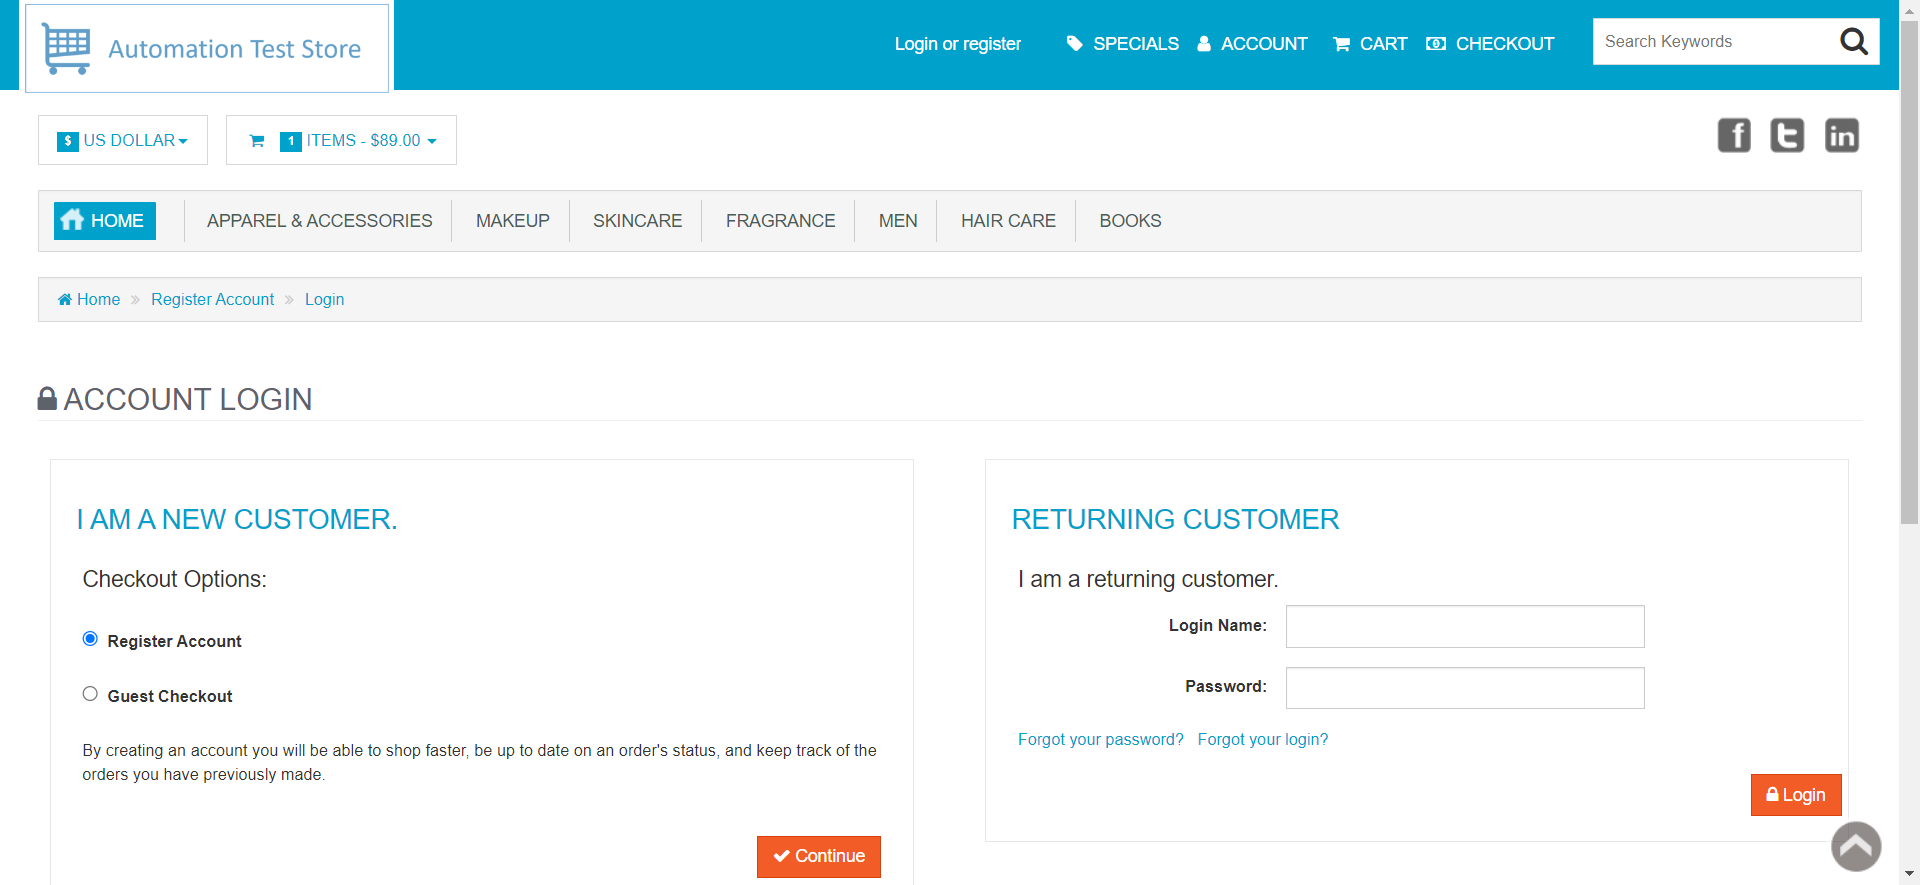 Automation Test Store
Login or register SPECIALS ACCOUNT CART CHECKOUT Search Keywords
$ US DOLLAR 1 ITEMS - $89.00
f t in
HOME APPAREL & ACCESSORIES MAKEUP SKINCARE FRAGRANCE MEN HAIR CARE BOOKS
Home » Register Account » Login
ACCOUNT LOGIN
I AM A NEW CUSTOMER.
Checkout Options:
Register Account
Guest Checkout
By creating an account you will be able to shop faster, be up to date on an order's status, and keep track of the
orders you have previously made.
Continue
RETURNING CUSTOMER
I am a returning customer.
Login Name:
Password:
Forgot your password? Forgot your login?
Login